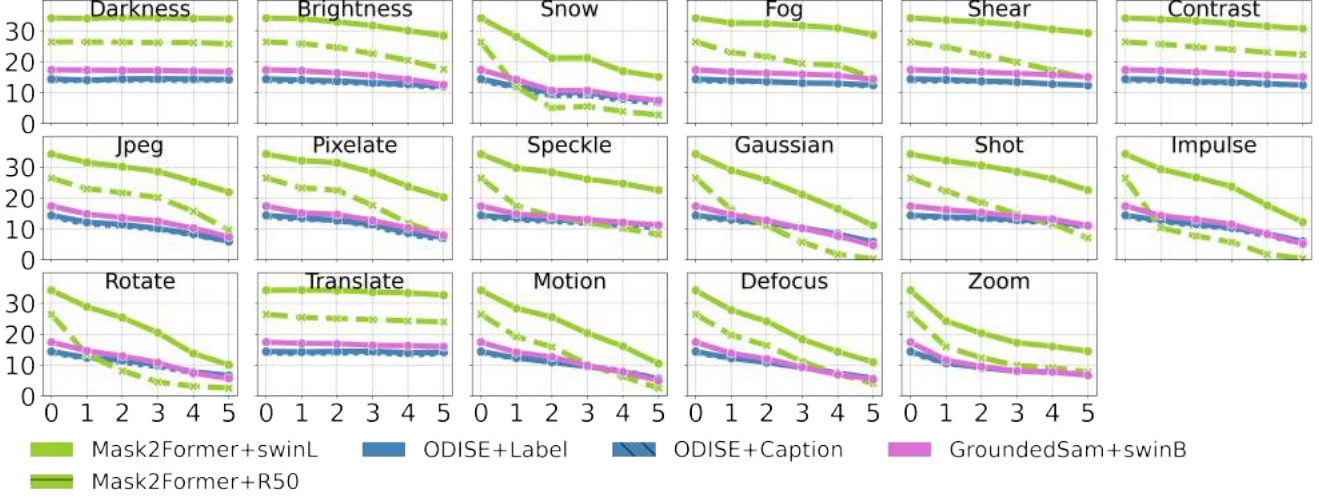 Darkness Brightness Snow Fog Shear Contrast
30
20
10
0
Jpeg Pixelate Speckle Gaussian Shot Impulse
30
20
10
0
Rotate Translate Motion Defocus Zoom
30
20
10
0
0 1 2 3 4 5 0 1 2 3 4 5 0 1 2 3 4 5 0 1 2 3 4 5 0 1 2 3 4 5
Mask2Former+swinL ODISE+Label ODISE+Caption GroundedSam+swinB
Mask2Former+R50